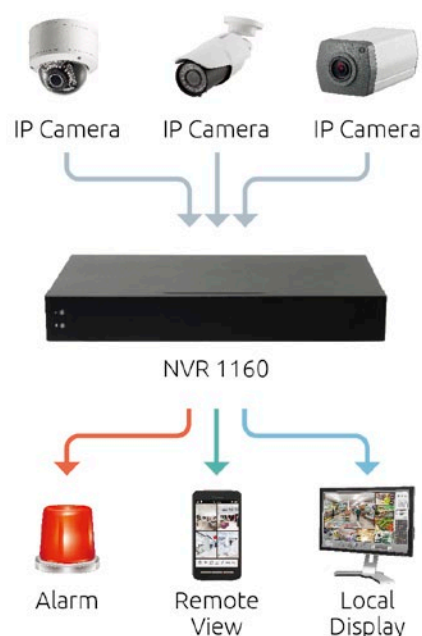 IP Camera
IP Camera
IP Camera
NVR 1160
Alarm
Remote
View
Local
Display